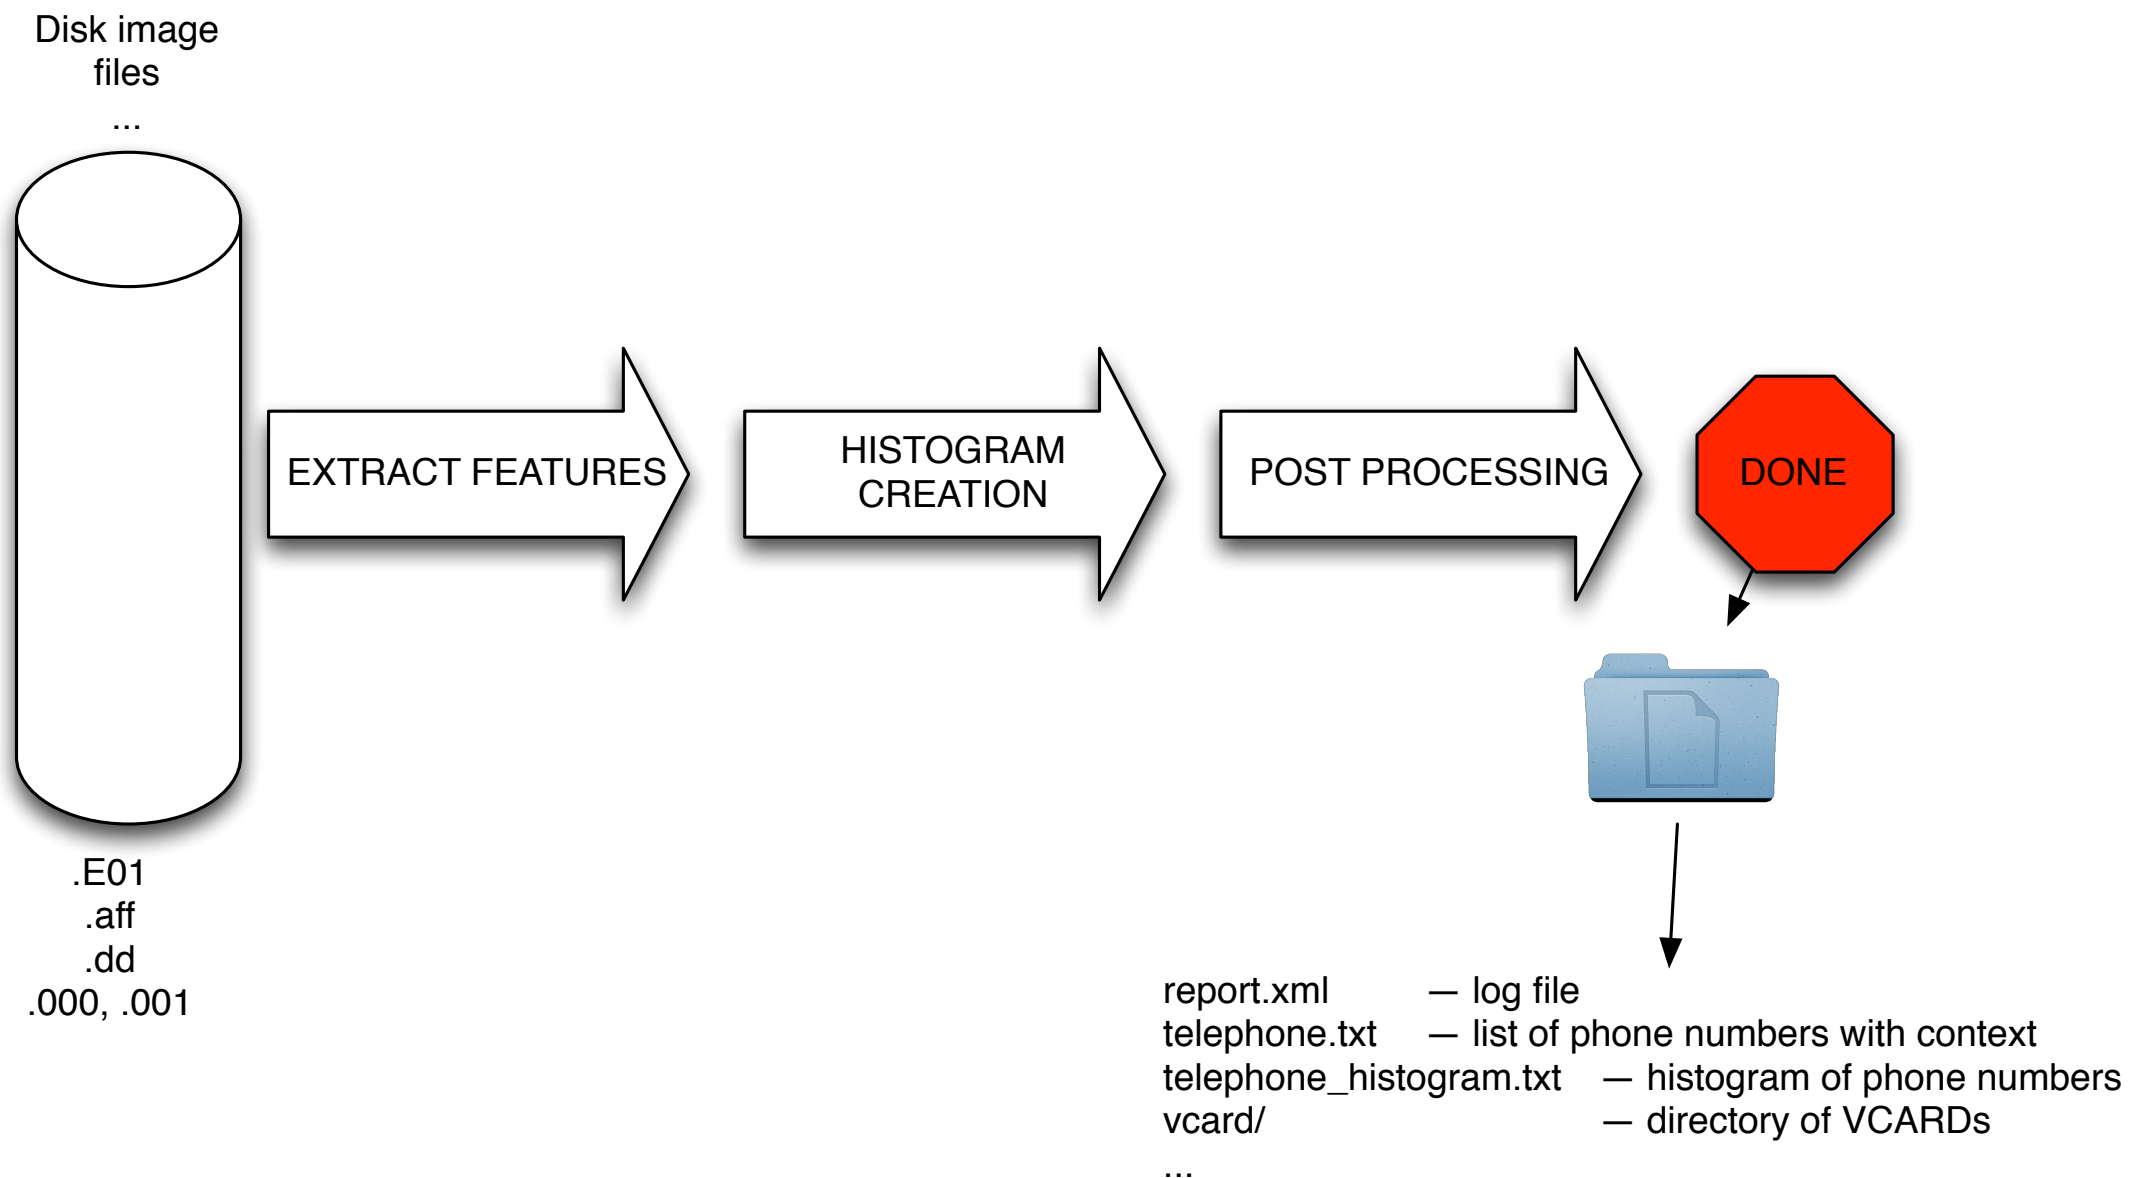 Disk image
files
...
EXTRACT FEATURES
HISTOGRAM
CREATION
POST PROCESSING
DONE
.E01
.aff
.dd
.000, .001
report.xml — log file
telephone.txt — list of phone numbers with context
telephone_histogram.txt — histogram of phone numbers
vcard/ — directory of VCARDs
...